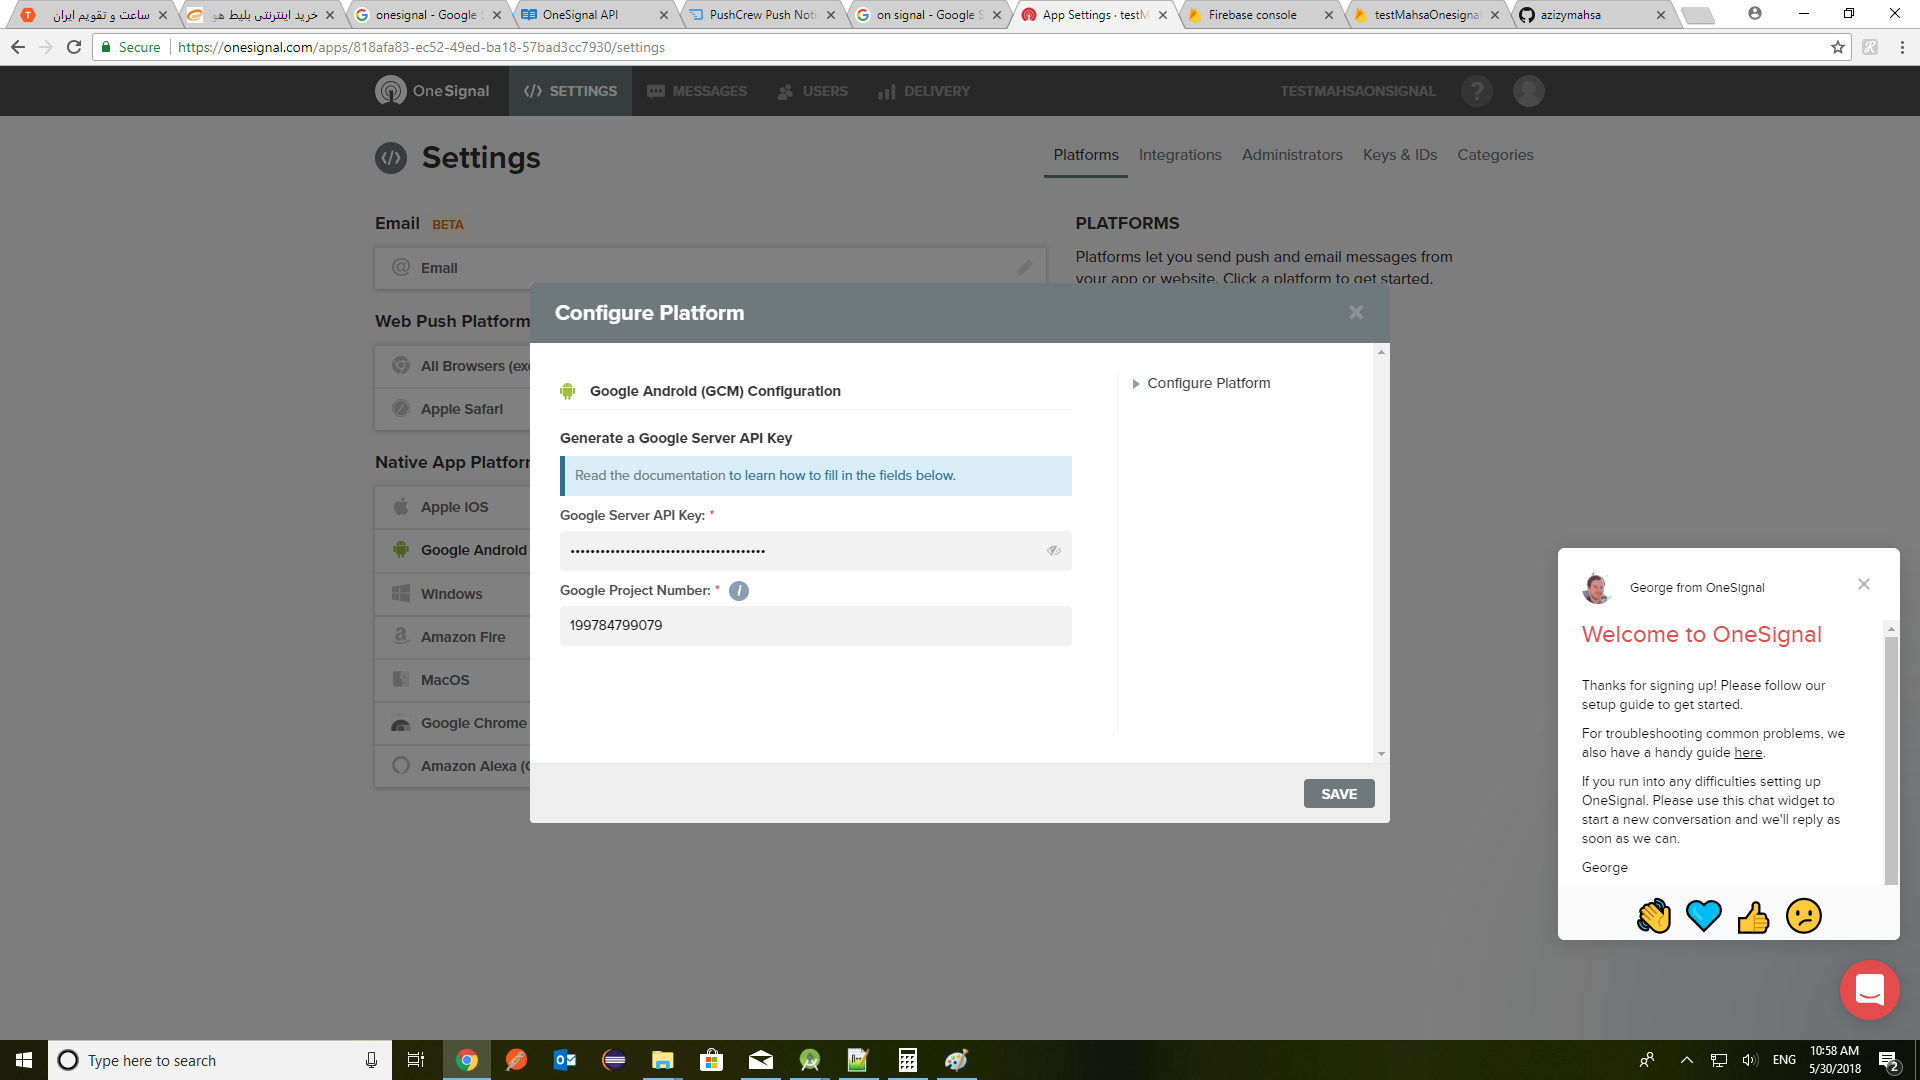 ساعت و تقویم ایران
خرید اینترنتی بلیط هو
onesignal - Google S
OneSignal API
PushCrew Push Noti
on signal - Google S
App Settings · testM
Firebase console
testMahsaOnesignal
azizymahsa
Secure
https://onesignal.com/apps/818afa83-ec52-49ed-ba18-57bad3cc7930/settings
OneSignal
SETTINGS
MESSAGES
USERS
DELIVERY
TESTMAHSAONSIGNAL
?
Settings
Platforms
Integrations
Administrators
Keys & IDs
Categories
Email BETA
Email
PLATFORMS
Platforms let you send push and email messages from
your app or website. Click a platform to get started.
Web Push Platform
All Browsers (exc
Apple Safari
Native App Platfor
Apple iOS
Google Android
Windows
Amazon Fire
MacOS
Google Chrome
Amazon Alexa (
Configure Platform
Google Android (GCM) Configuration
Generate a Google Server API Key
Read the documentation to learn how to fill in the fields below.
Google Server API Key: *
Google Project Number: * i
199784799079
Configure Platform
SAVE
George from OneSignal
Welcome to OneSignal
Thanks for signing up! Please follow our
setup guide to get started.
For troubleshooting common problems, we
also have a handy guide here.
If you run into any difficulties setting up
OneSignal. Please use this chat widget to
start a new conversation and we'll reply as
soon as we can.
George
Type here to search
ENG
10:58 AM
5/30/2018
2